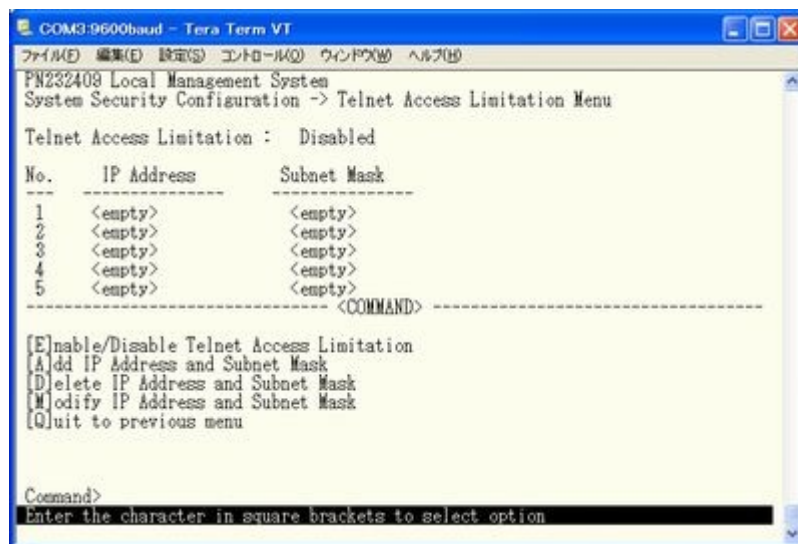 COM3:9600baud - Tera Term VT
ファイル(F) 編集(E) 設定(S) コントロール(O) ウィンドウ(W) ヘルプ(H)
PN232409 Local Management System
System Security Configuration -> Telnet Access Limitation Menu
Telnet Access Limitation : Disabled
No. IP Address Subnet Mask
--- --------------- ---------------
1 <empty> <empty>
2 <empty> <empty>
3 <empty> <empty>
4 <empty> <empty>
5 <empty> <empty>
-------------------------------- <COMMAND> -----------------------------------
[E]nable/Disable Telnet Access Limitation
[A]dd IP Address and Subnet Mask
[D]elete IP Address and Subnet Mask
[M]odify IP Address and Subnet Mask
[Q]uit to previous menu
Command>
Enter the character in square brackets to select option